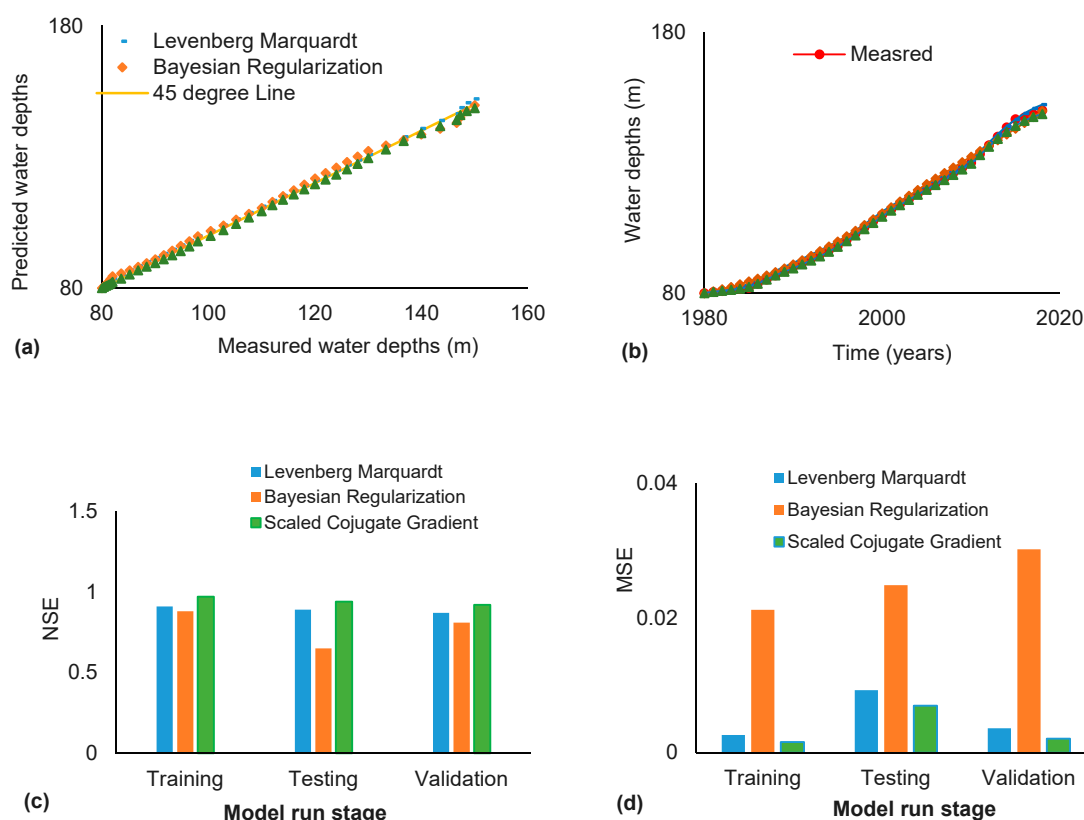 180
Levenberg Marquardt
Bayesian Regularization
45 degree Line
Predicted water depths
80
80
100
120
140
160
(a)
Measured water depths (m)
180
Measred
Water depths (m)
80
1980
2000
2020
(b)
Time (years)
Levenberg Marquardt
Bayesian Regularization
Scaled Cojugate Gradient
1.5
1
0.5
0
NSE
Training
Testing
Validation
(c)
Model run stage
Levenberg Marquardt
Bayesian Regularization
Scaled Cojugate Gradient
0.04
0.02
0
MSE
Training
Testing
Validation
(d)
Model run stage